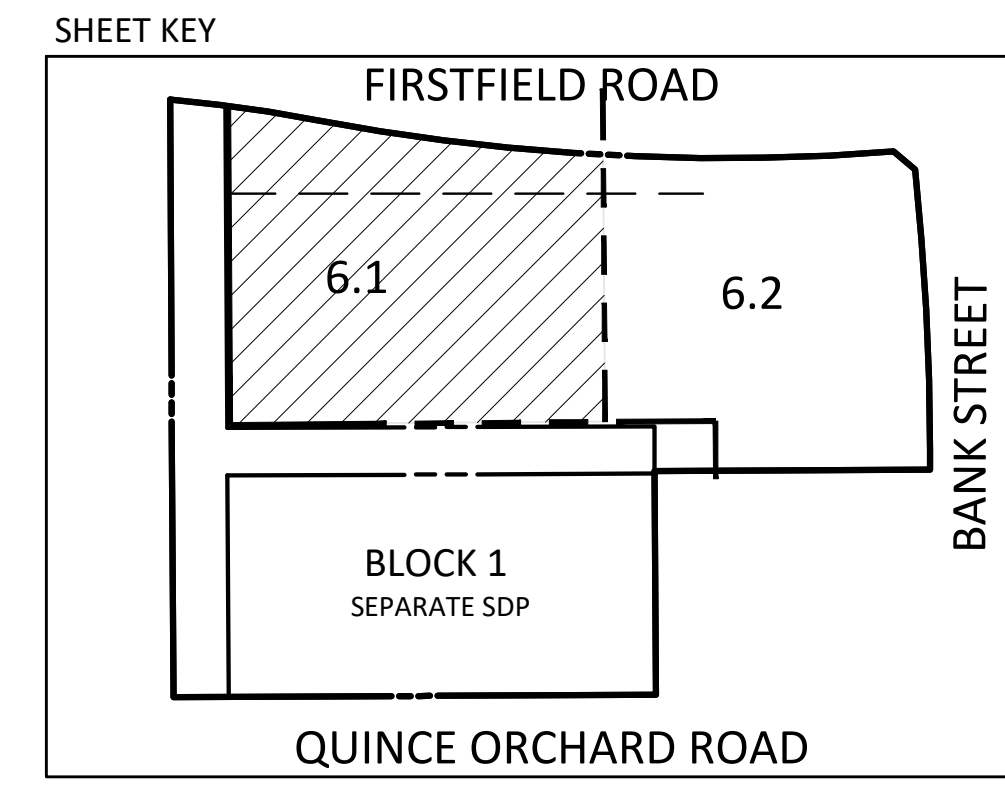 SHEET KEY
FIRSTFIELD ROAD
6.1
6.2
BANK STREET
BLOCK 1
SEPARATE SDP
QUINCE ORCHARD ROAD